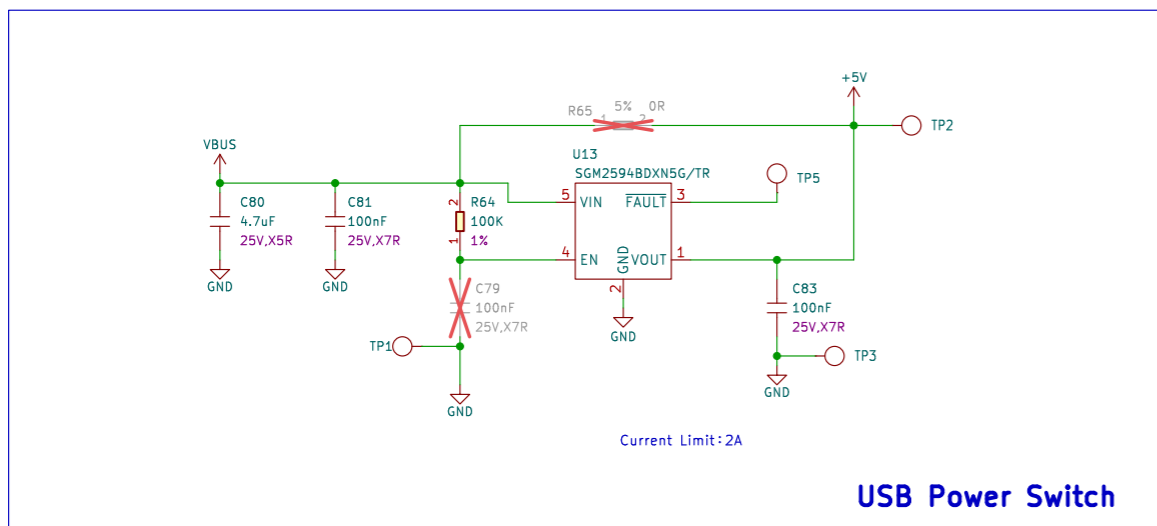 +5V
R65 5% 0R
1 2
TP2
VBUS
U13
SGM2594BDXN5G/TR
TP5
C80
4.7uF
25V,X5R
C81
100nF
25V,X7R
2
R64
100K
1
1%
5 VIN
FAULT 3
4 EN
GND
VOUT 1
2
GND
GND
GND
C79
100nF
25V,X7R
C83
100nF
25V,X7R
TP1
TP3
GND
GND
Current Limit:2A
USB Power Switch